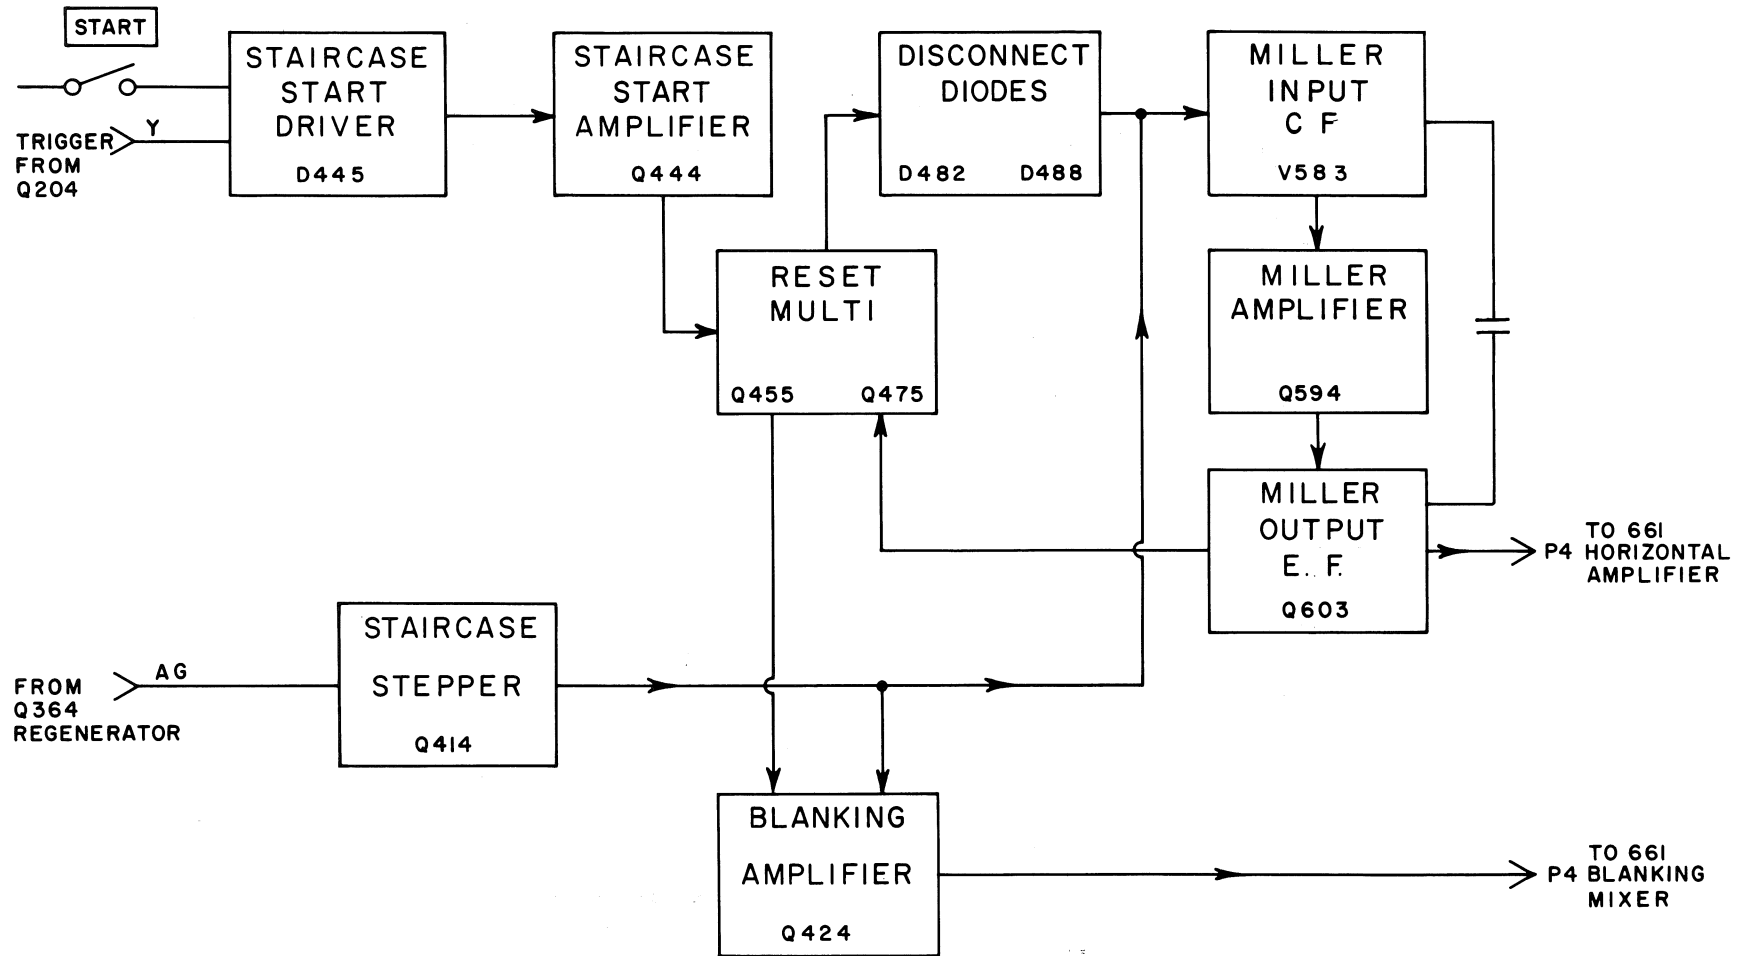 START
STAIRCASE
START
DRIVER
D445
TRIGGER
FROM
Q204
Y
STAIRCASE
START
AMPLIFIER
Q444
DISCONNECT
DIODES
D482 D488
MILLER
INPUT
C F
V583
RESET
MULTI
Q455 Q475
MILLER
AMPLIFIER
Q594
MILLER
OUTPUT
E. F.
Q603
P4
TO 661
HORIZONTAL
AMPLIFIER
FROM
Q364
REGENERATOR
AG
STAIRCASE
STEPPER
Q414
BLANKING
AMPLIFIER
Q424
P4
TO 661
BLANKING
MIXER